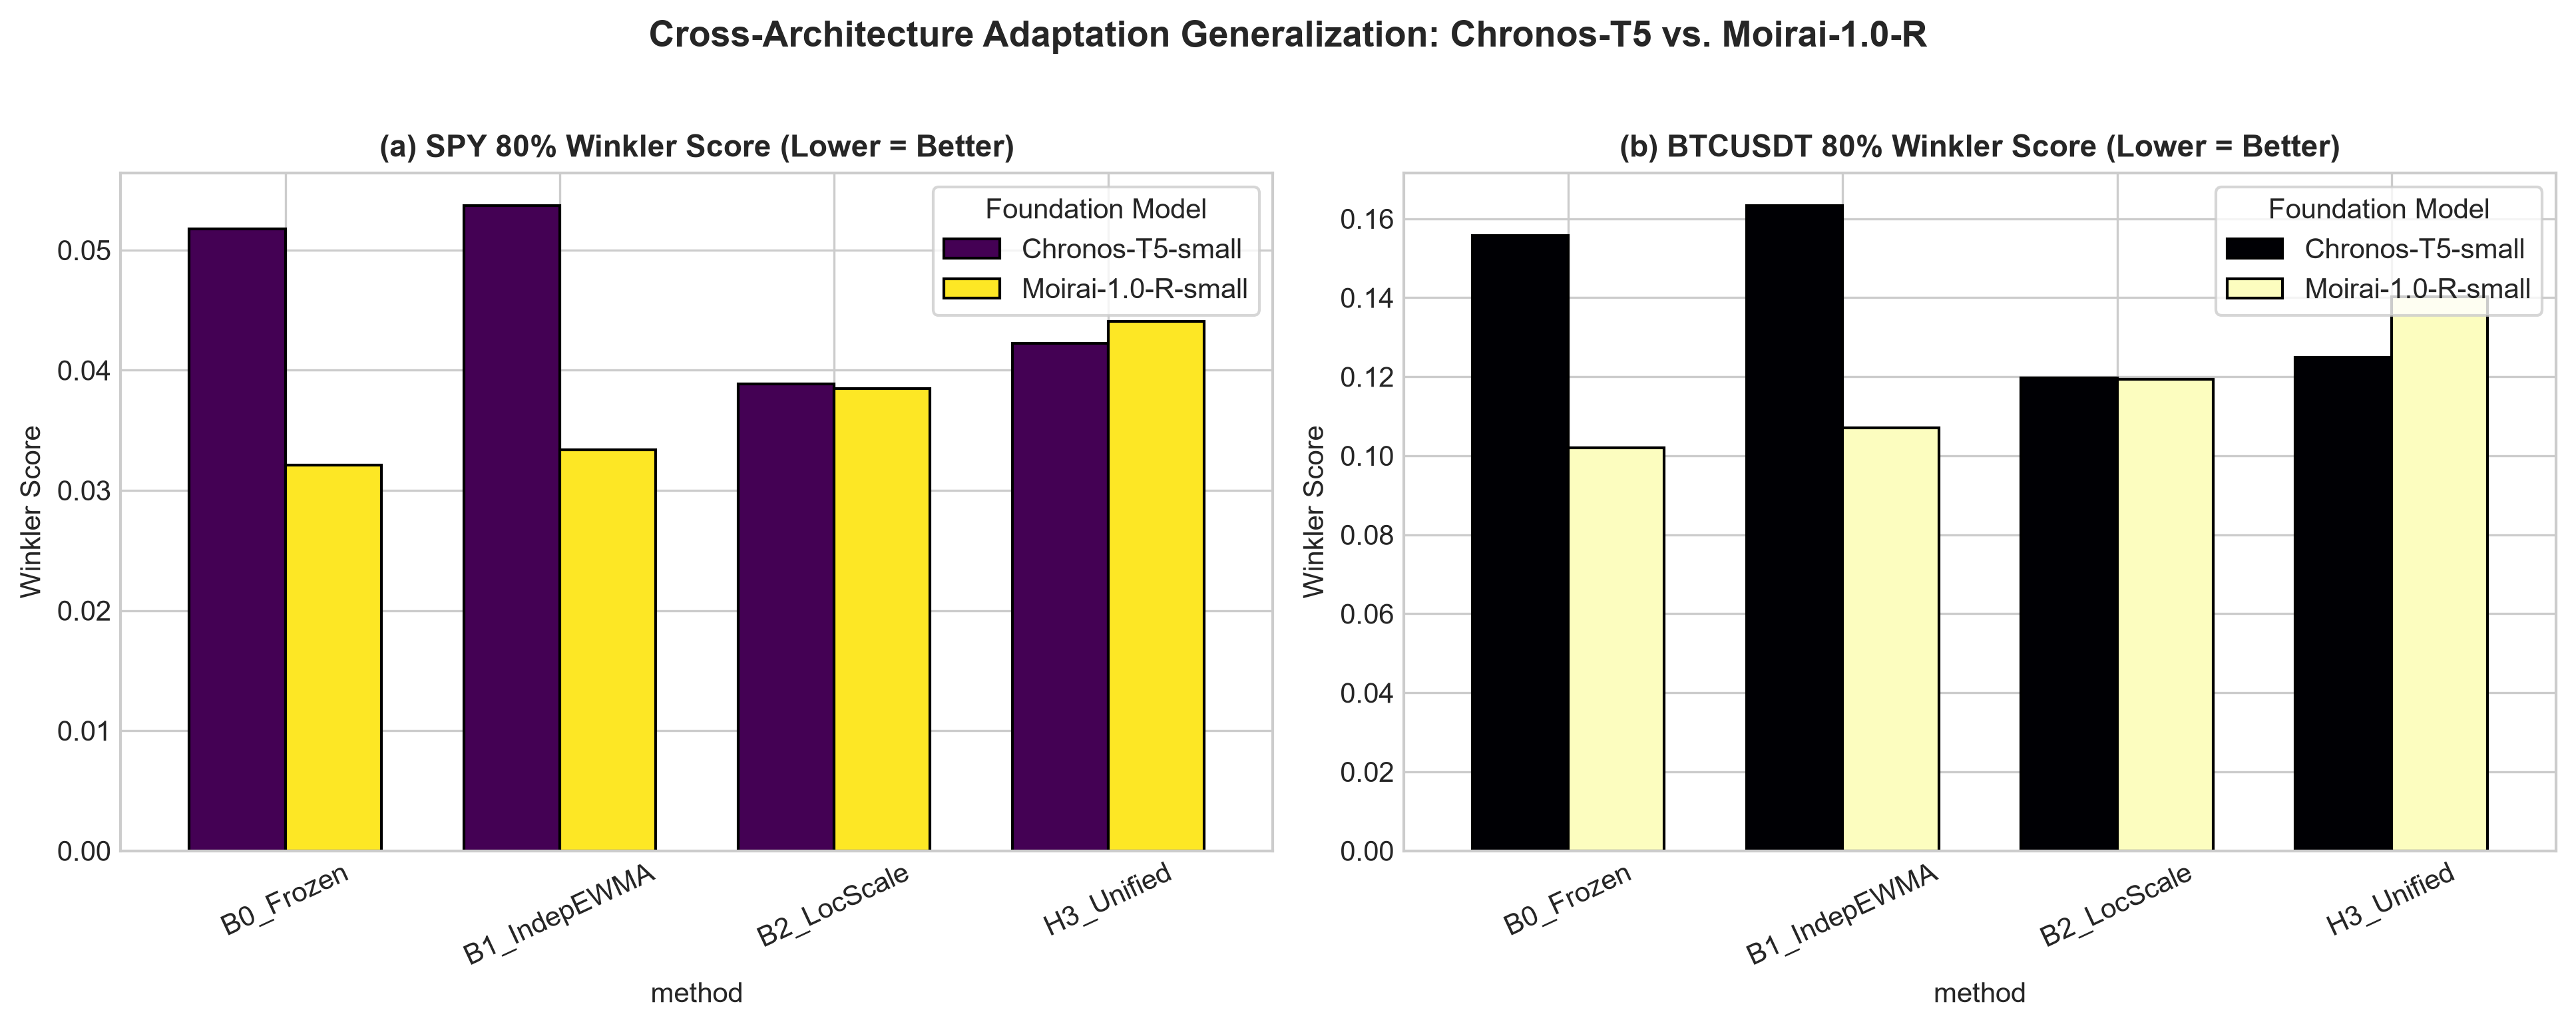 Cross-Architecture Adaptation Generalization: Chronos-T5 vs. Moirai-1.0-R
(a) SPY 80% Winkler Score (Lower = Better)
Foundation Model
Chronos-T5-small
Moirai-1.0-R-small
Winkler Score
0.05
0.04
0.03
0.02
0.01
0.00
B0_Frozen
B1_IndepEWMA
B2_LocScale
H3_Unified
method
(b) BTCUSDT 80% Winkler Score (Lower = Better)
Foundation Model
Chronos-T5-small
Moirai-1.0-R-small
Winkler Score
0.16
0.14
0.12
0.10
0.08
0.06
0.04
0.02
0.00
B0_Frozen
B1_IndepEWMA
B2_LocScale
H3_Unified
method